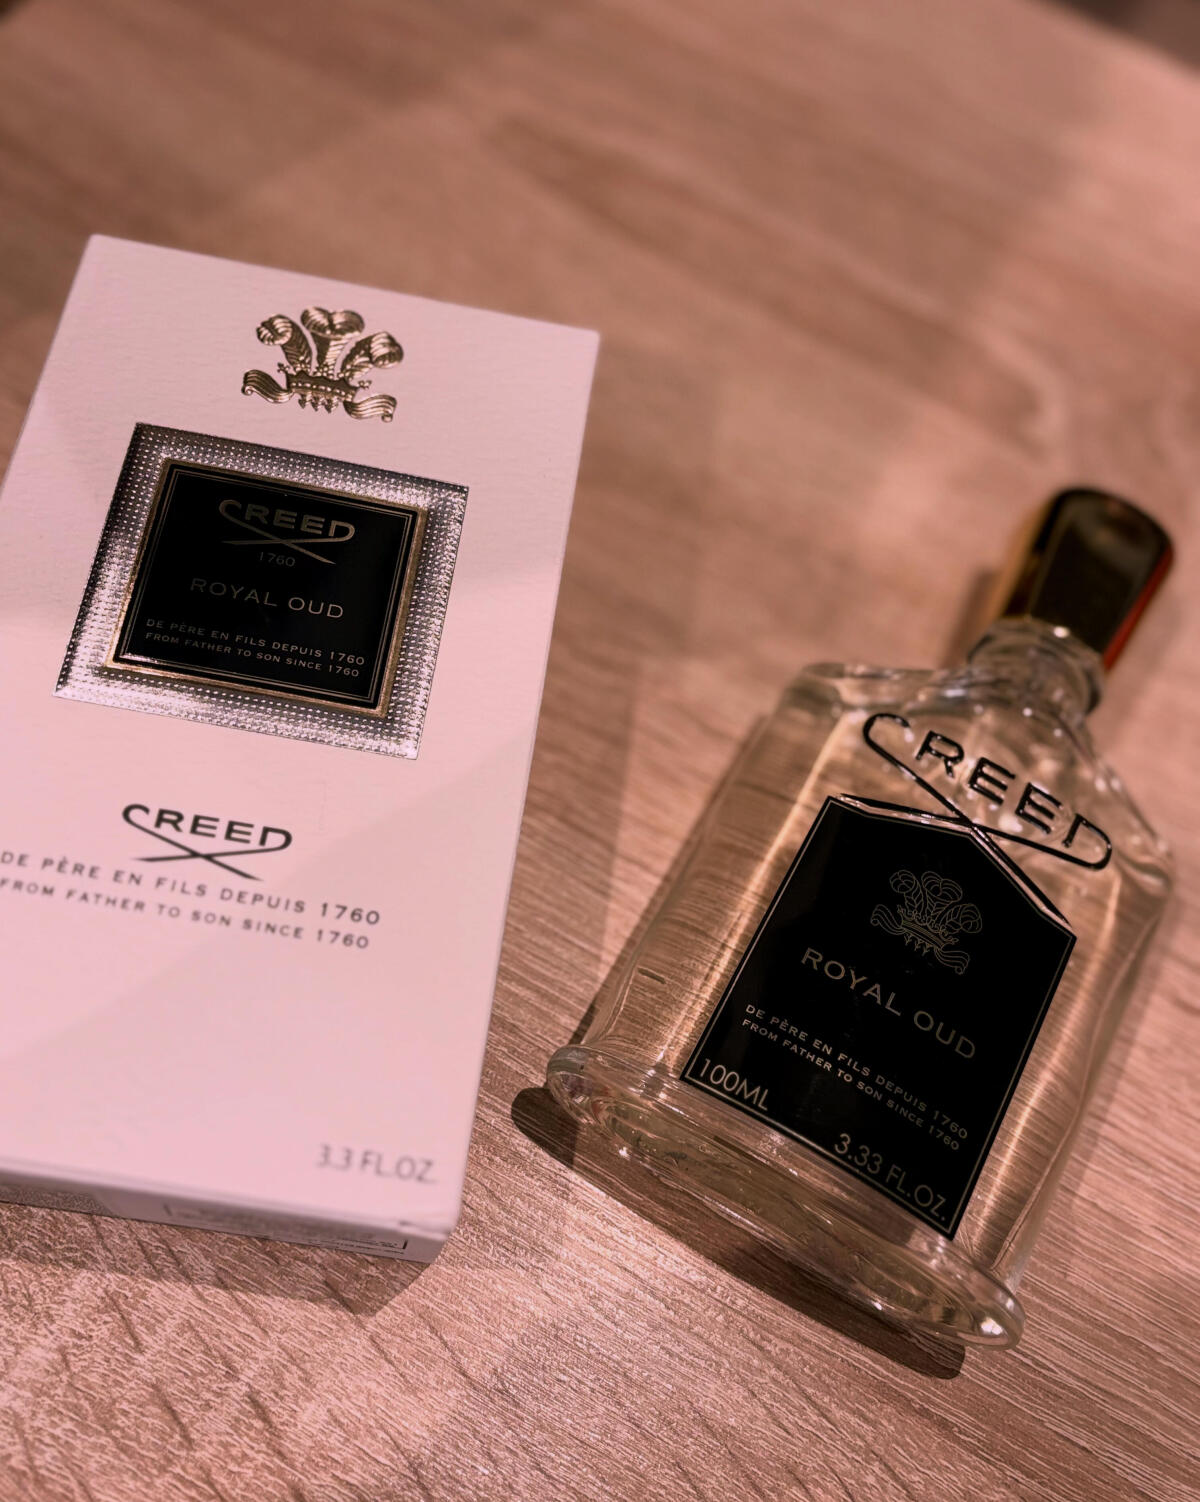 CREED
1760
ROYAL OUD
DE PÈRE EN FILS DEPUIS 1760
FROM FATHER TO SON SINCE 1760
CREED
DE PÈRE EN FILS DEPUIS 1760
FROM FATHER TO SON SINCE 1760
3.3 FL.OZ.
CREED
ROYAL OUD
DE PÈRE EN FILS DEPUIS 1760
FROM FATHER TO SON SINCE 1760
100ML
3.33 FL.OZ.